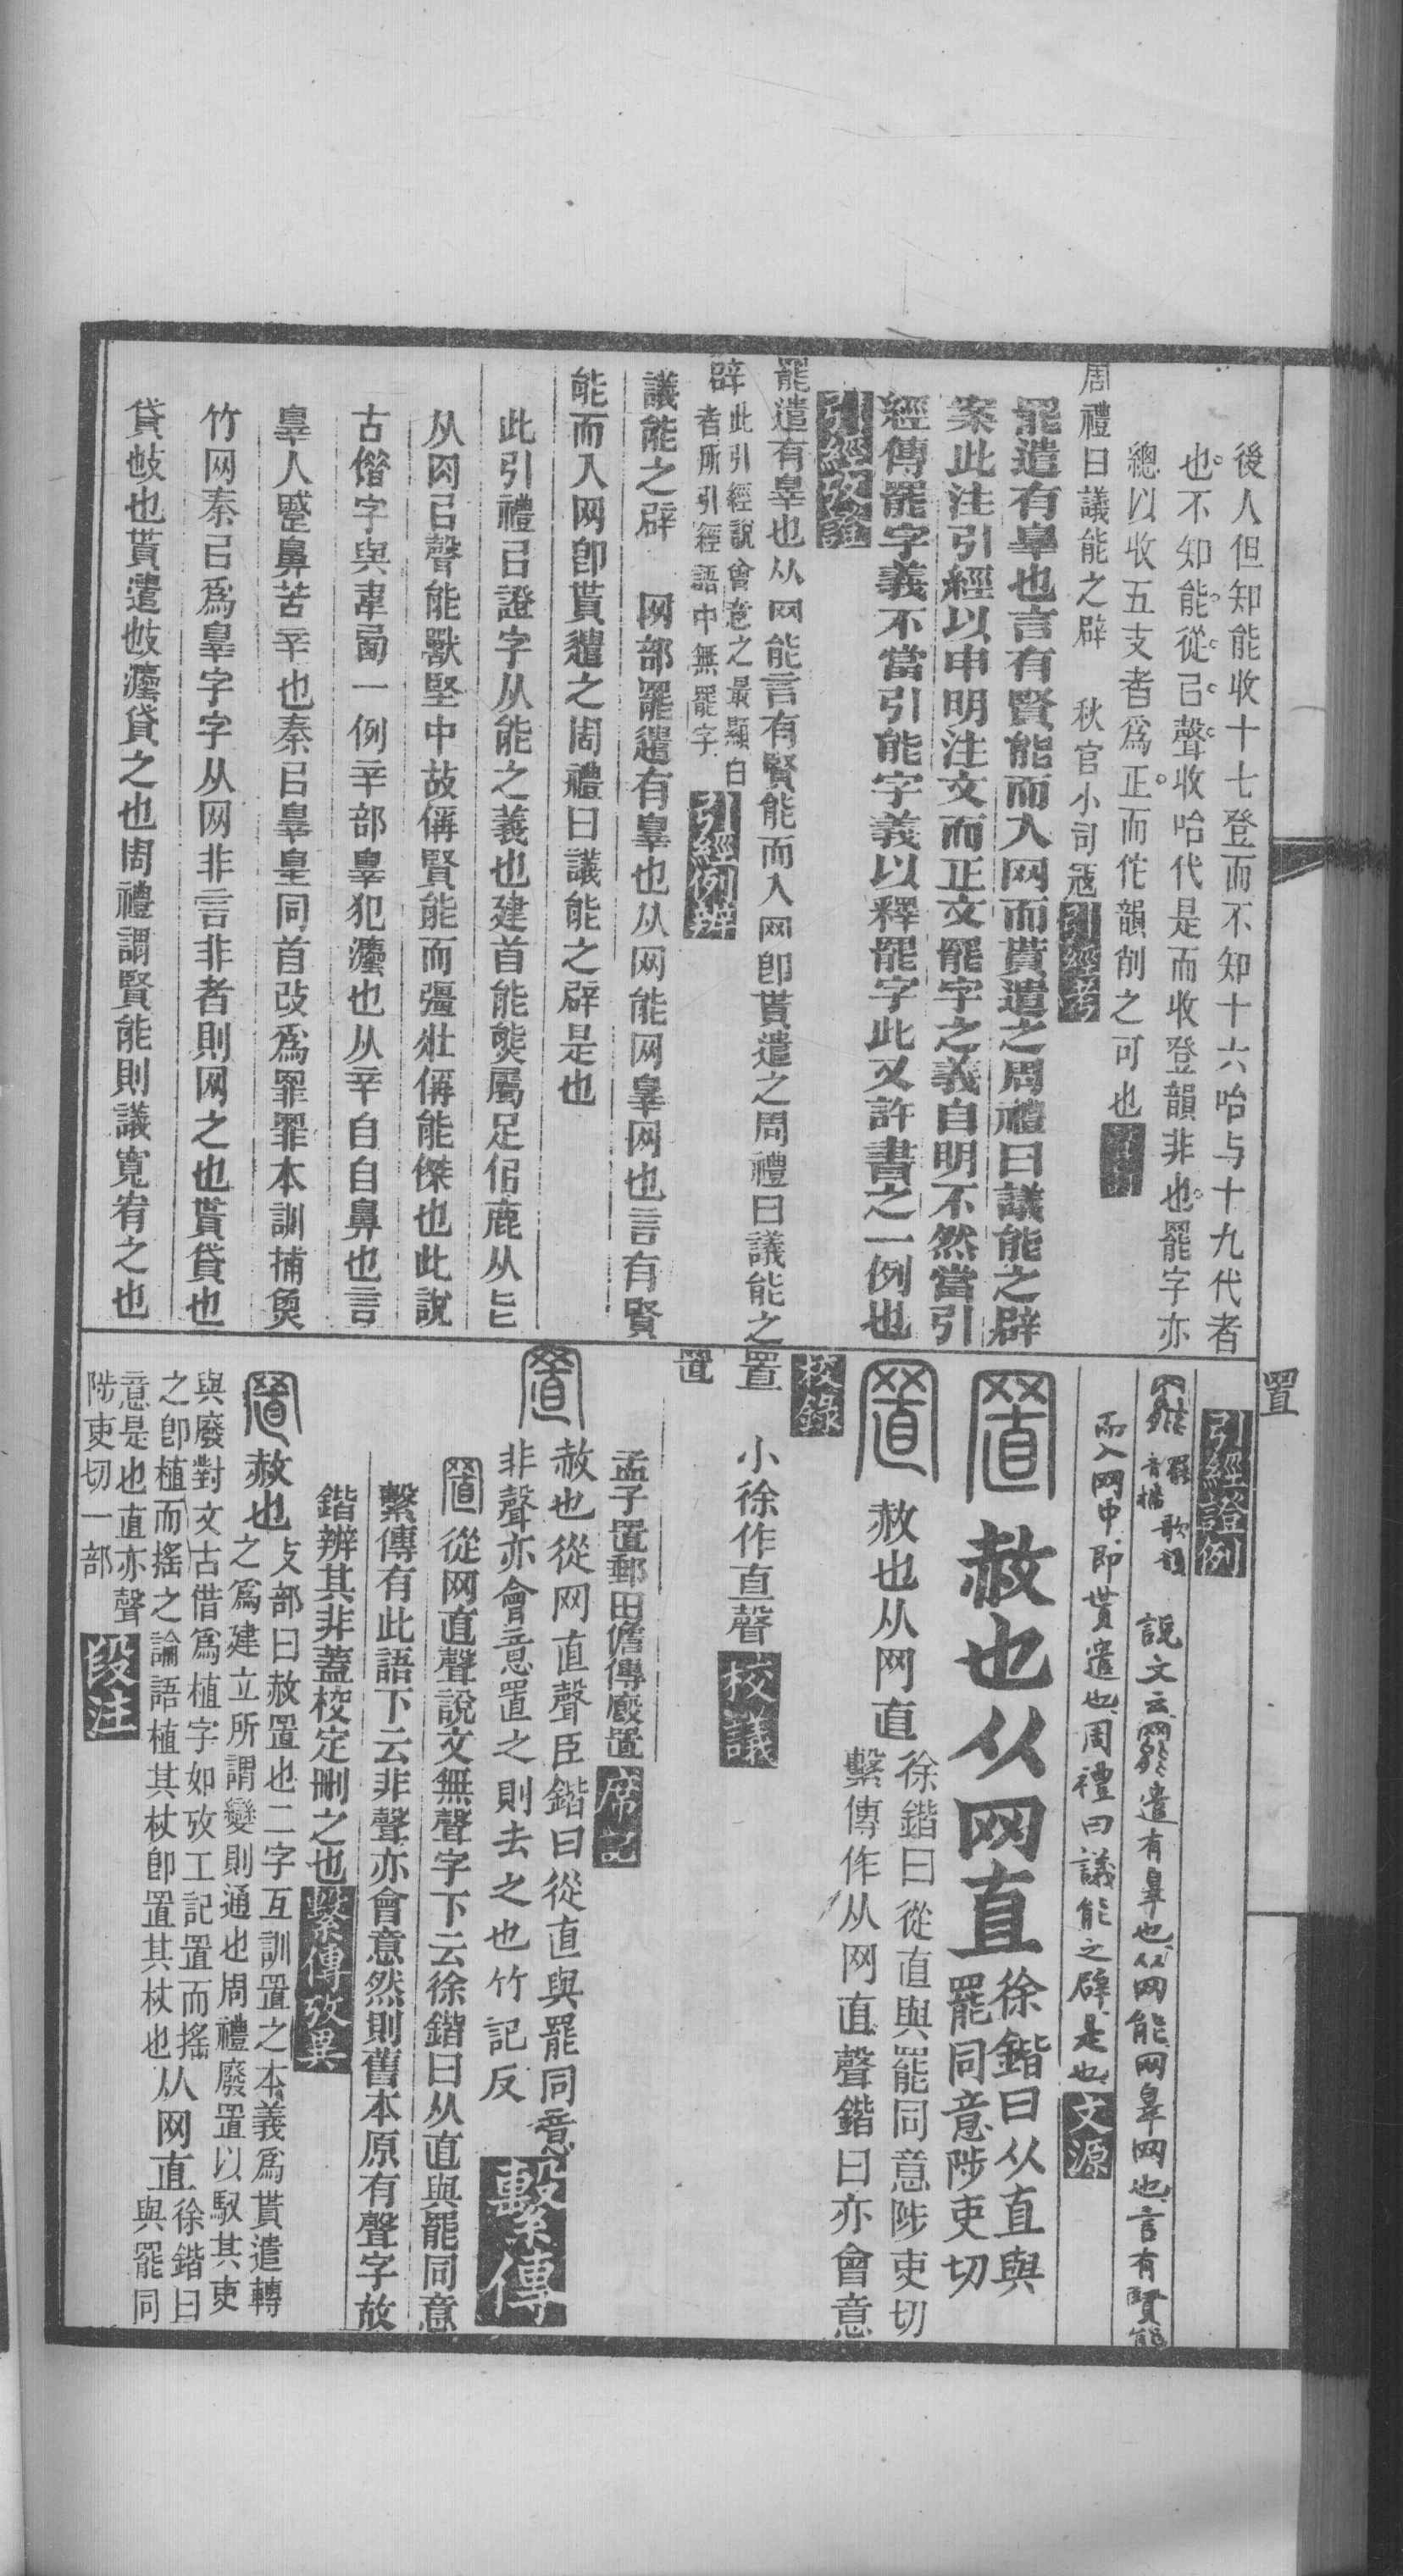 後人但知能收十七登而不知十六咍与十九代者
也不知能從㠯聲收咍代是而收登韻非也罷字亦
總以收五支者爲正而佗韻削之可也
周禮曰議能之辟　秋官小司寇
引經考
罷遣有辠也言有賢能而入网而貰遣之周禮曰議能之辟
案此注引經以申明注文而正文罷字之義自明不然當引
經傳罷字義不當引能字義以釋罷字此又許書之一例也
引經攷證
罷遣有辠也从网能言有賢能而入网卽貰遣之周禮曰議能之
辟
此引經說會意之最顯白
者所引經語中無罷字
引經例辨
議能之辟　网部罷遣有辠也从网能网辠网也言有賢
能而入网卽貰遣之周禮曰議能之辟是也
此引禮㠯證字从能之義也建首能熊屬足佀鹿从㠯
从肉㠯聲能獸堅中故偁賢能而彊壯偁能傑也此說
古偕字與韋𠧪一例辛部辠犯灋也从辛自自鼻也言
辠人蹙鼻苦辛也秦㠯辠皇同首改爲罪罪本訓捕魚
竹网秦㠯爲辠字字从网非言非者則网之也貰貸也
貸敀也貰遣敀灋貸之也周禮謂賢能則議寬宥之也
置
引經證例
罷
說文云罷遣有辠也从网能网辠网也言有賢能
而入网中卽貰遣也周禮曰議能之辟是也
文源
赦也从网直
徐鍇曰从直與
罷同意陟吏切
赦也从网直
徐鍇曰從直與罷同意陟吏切
繫傳作从网直聲鍇曰亦會意
校錄
置　小徐作直聲
校議
置
孟子置郵田儋傳廏置
席記
赦也從网直聲臣鍇曰從直與罷同意
非聲亦會意置之則去之也竹記反
繫傳
置從网直聲說文無聲字下云徐鍇曰从直與罷同意
繫傳有此語下云非聲亦會意然則舊本原有聲字故
鍇辨其非蓋校定刪之也
繫傳攷異
赦也
攴部曰赦置也二字互訓置之本義爲貰遣轉
之爲建立所謂變則通也周禮廢置以馭其吏
與廢對文古借爲植字如攷工記置而搖
之卽植而搖之論語植其杖卽置其杖也
从网直
徐鍇曰
與罷同
意是也直亦聲
陟吏切一部
段注